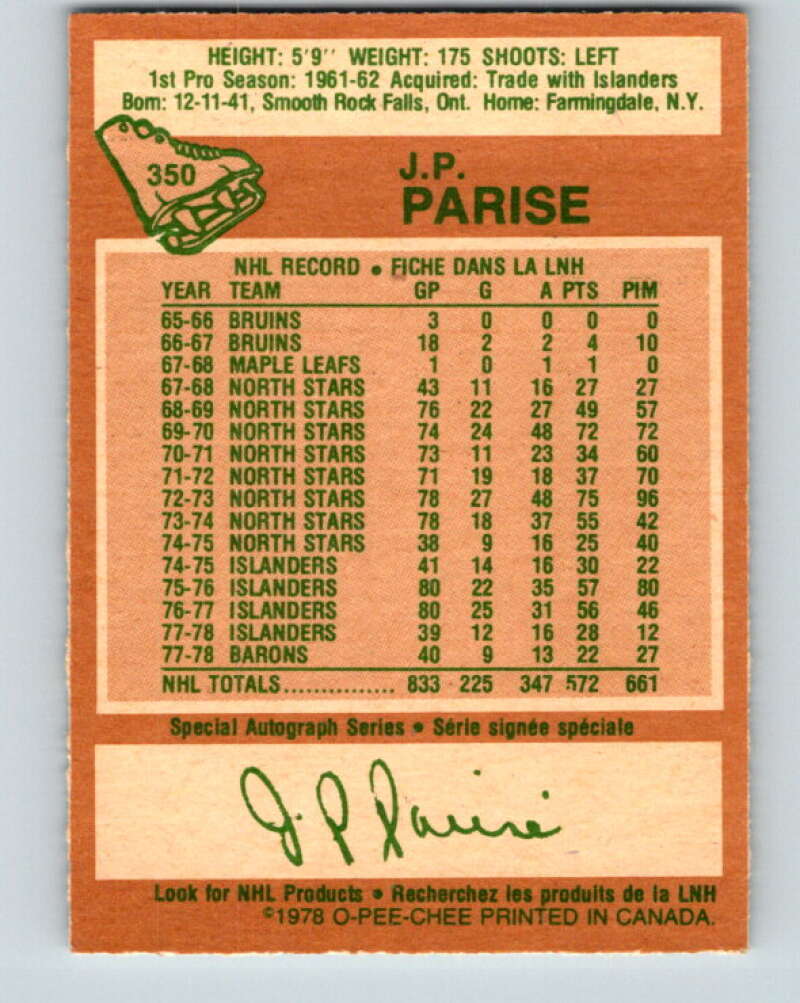 HEIGHT: 5'9'' WEIGHT: 175 SHOOTS: LEFT
1st Pro Season: 1961-62 Acquired: Trade with Islanders
Born: 12-11-41, Smooth Rock Falls, Ont. Home: Farmingdale, N.Y.
350
J.P.
PARISE
NHL RECORD • FICHE DANS LA LNH
YEAR TEAM GP G A PTS PIM
65-66 BRUINS 3 0 0 0 0
66-67 BRUINS 18 2 2 4 10
67-68 MAPLE LEAFS 1 0 1 1 0
67-68 NORTH STARS 43 11 16 27 27
68-69 NORTH STARS 76 22 27 49 57
69-70 NORTH STARS 74 24 48 72 72
70-71 NORTH STARS 73 11 23 34 60
71-72 NORTH STARS 71 19 18 37 70
72-73 NORTH STARS 78 27 48 75 96
73-74 NORTH STARS 78 18 37 55 42
74-75 NORTH STARS 38 9 16 25 40
74-75 ISLANDERS 41 14 16 30 22
75-76 ISLANDERS 80 22 35 57 80
76-77 ISLANDERS 80 25 31 56 46
77-78 ISLANDERS 39 12 16 28 12
77-78 BARONS 40 9 13 22 27
NHL TOTALS............... 833 225 347 572 661
Special Autograph Series • Série signée spéciale
J. P. Parise
Look for NHL Products • Recherchez les produits de la LNH
©1978 O-PEE-CHEE PRINTED IN CANADA.